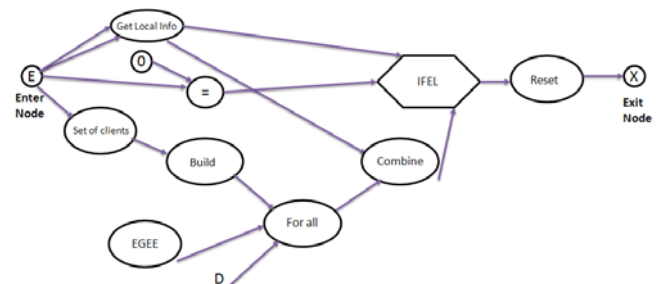 Get Local Info
0
E
Enter
Node
=
IFEL
Reset
X
Exit
Node
Set of clients
Build
Combine
For all
EGEE
D